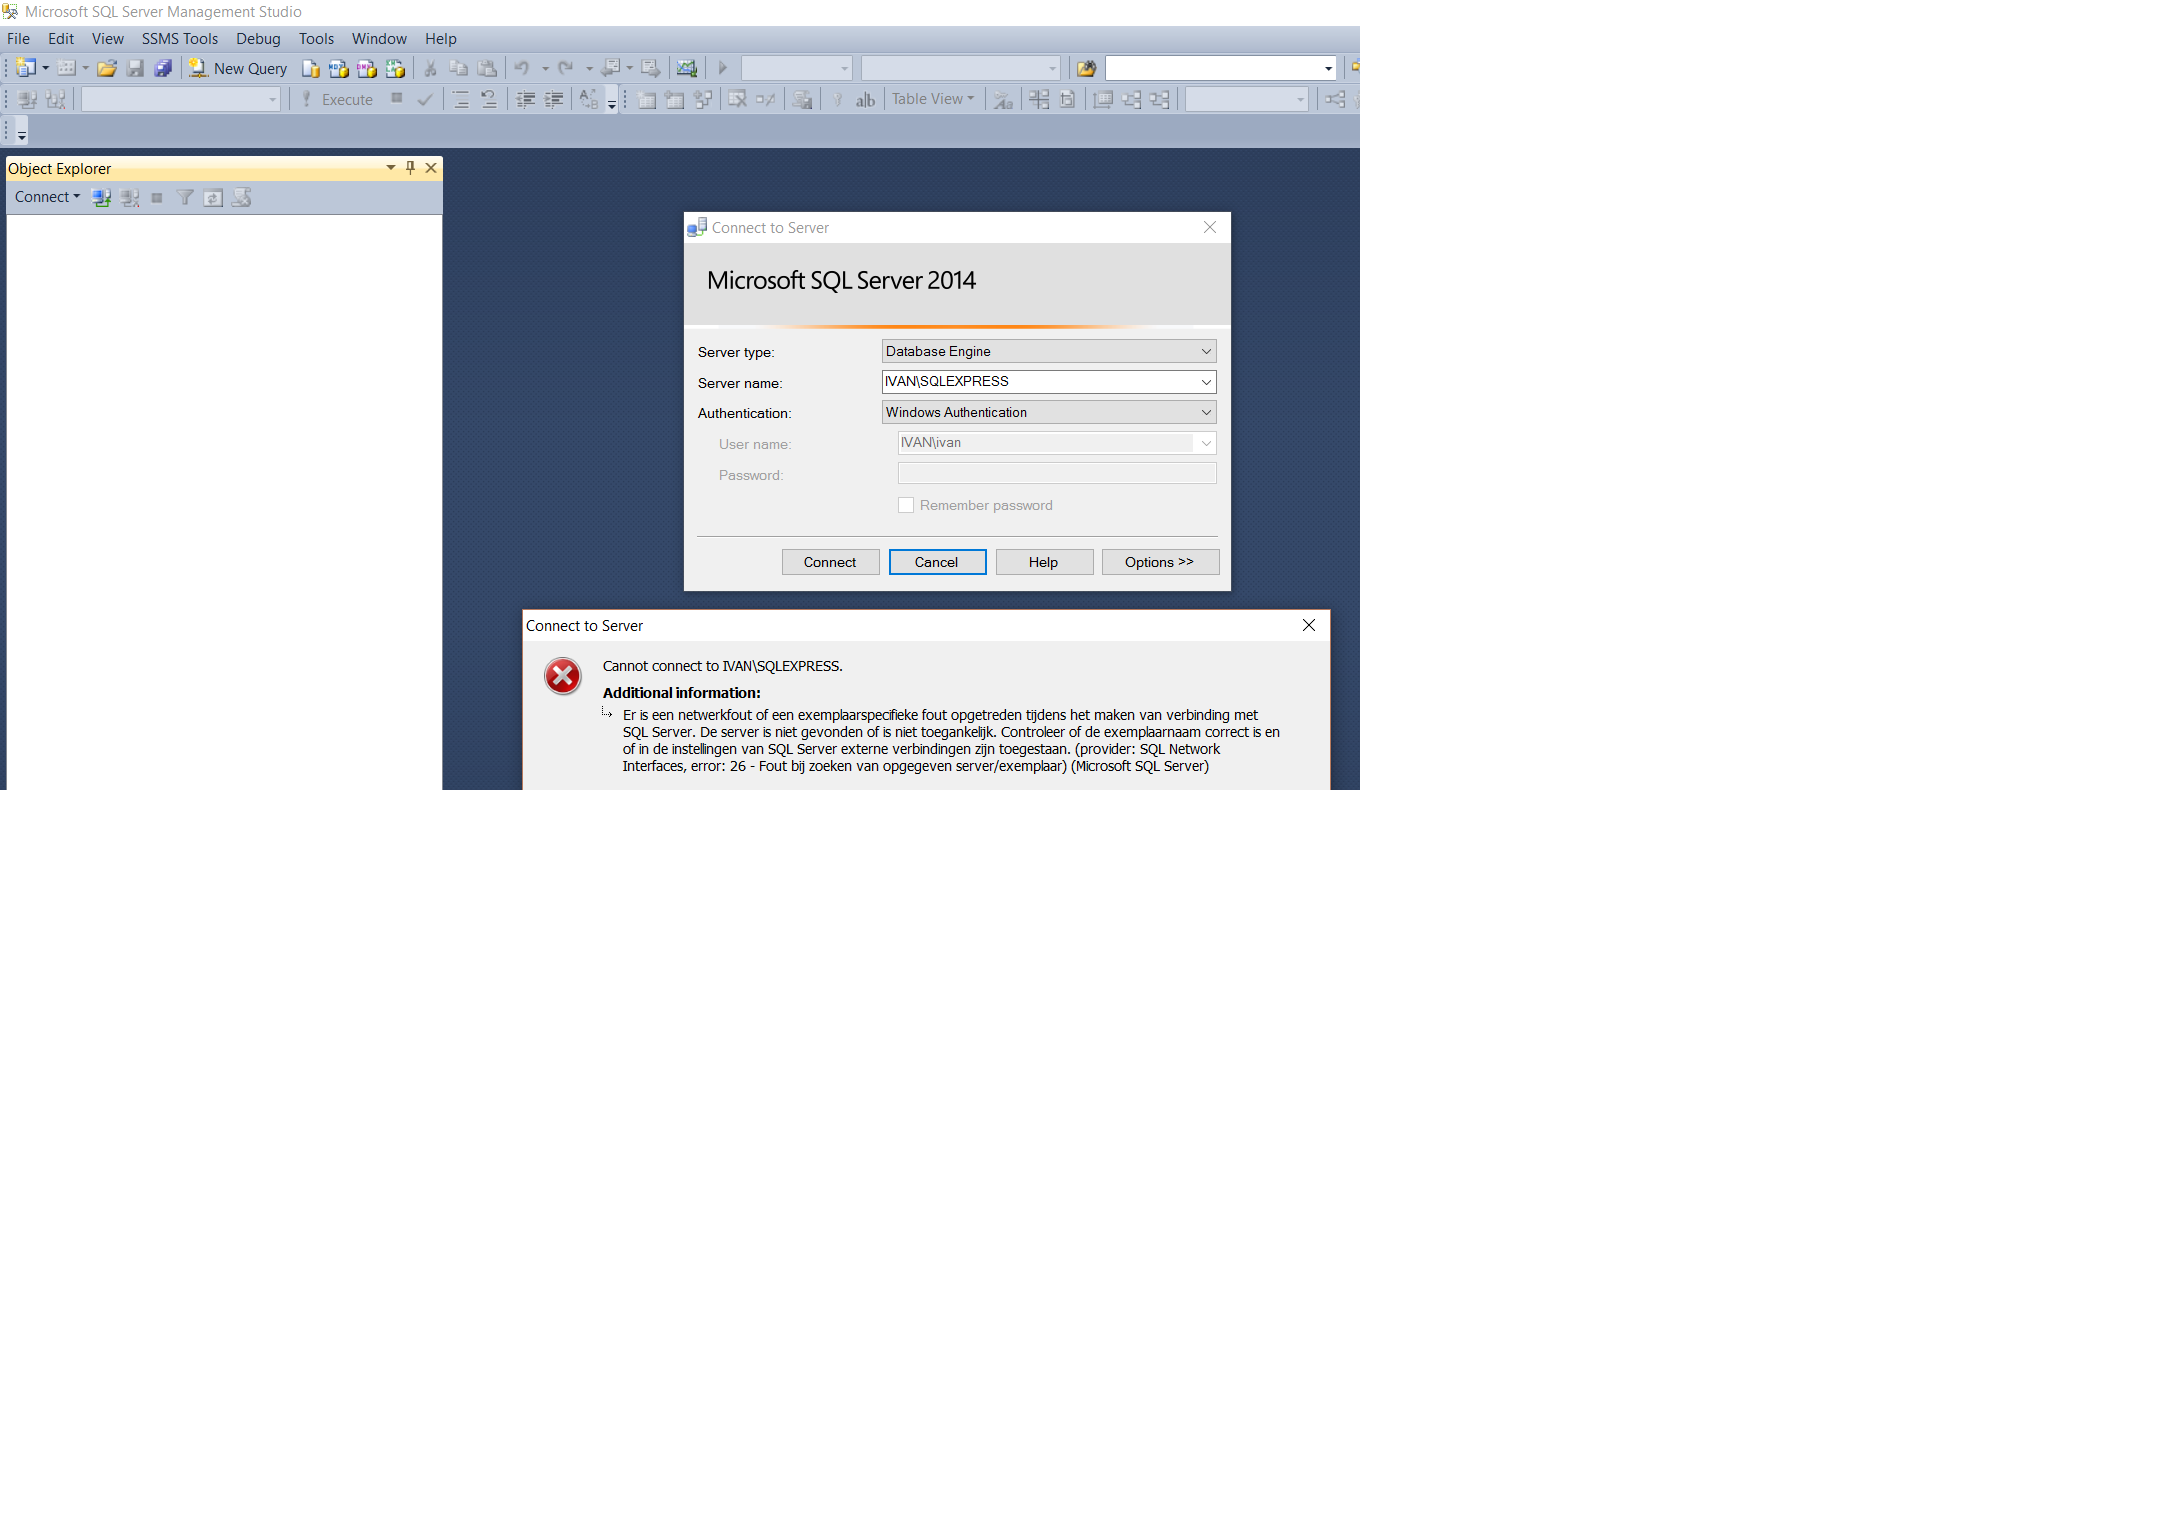 Microsoft SQL Server Management Studio
File Edit View SSMS Tools Debug Tools Window Help
New Query
Execute
Table View
Object Explorer
Connect
Connect to Server
Microsoft SQL Server 2014
Server type: Database Engine
Server name: IVAN\SQLEXPRESS
Authentication: Windows Authentication
User name: IVAN\ivan
Password:
Remember password
Connect Cancel Help Options >>
Connect to Server
Cannot connect to IVAN\SQLEXPRESS.
Additional information:
Er is een netwerkfout of een exemplaarspecifieke fout opgetreden tijdens het maken van verbinding met
SQL Server. De server is niet gevonden of is niet toegankelijk. Controleer of de exemplaarnaam correct is en
of in de instellingen van SQL Server externe verbindingen zijn toegestaan. (provider: SQL Network
Interfaces, error: 26 - Fout bij zoeken van opgegeven server/exemplaar) (Microsoft SQL Server)